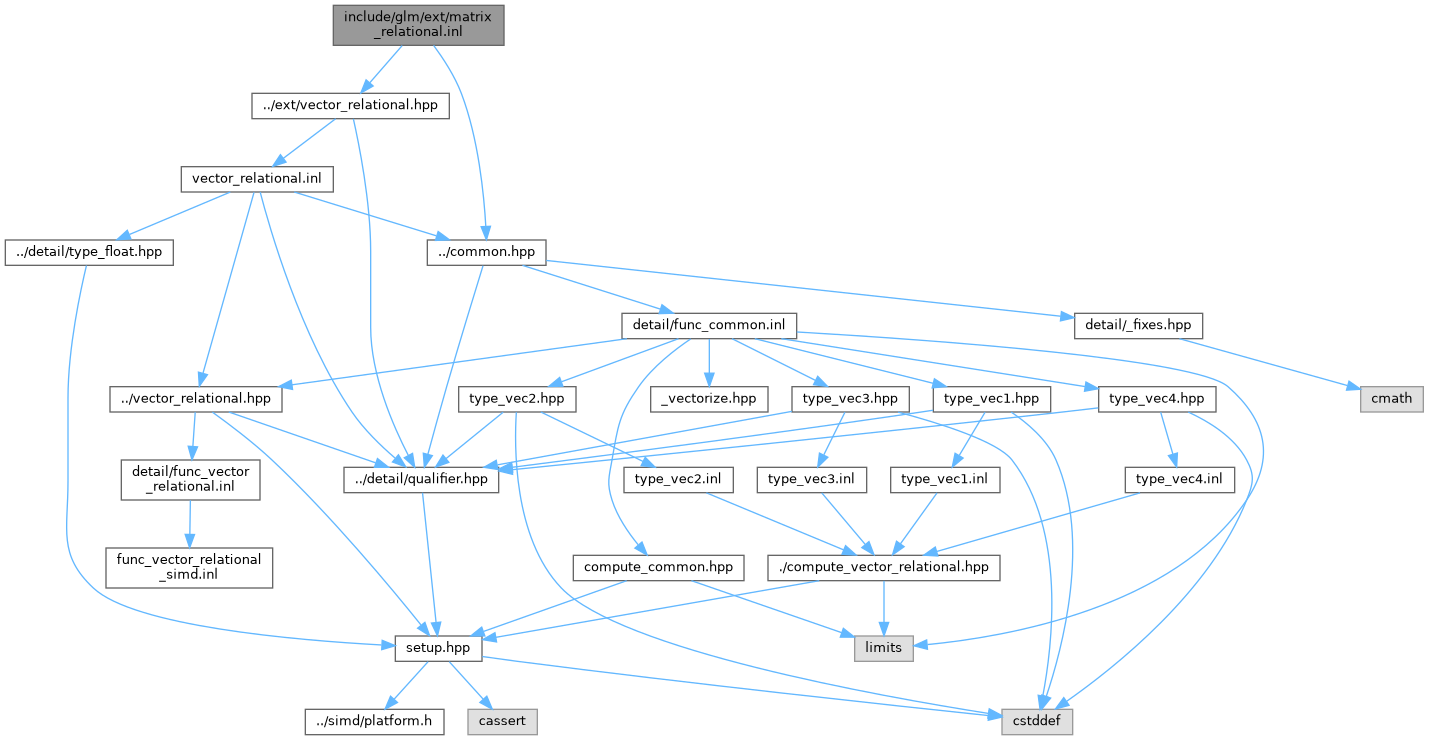 include/glm/ext/matrix
_relational.inl
../ext/vector_relational.hpp
vector_relational.inl
../detail/type_float.hpp
../common.hpp
detail/func_common.inl
detail/_fixes.hpp
../vector_relational.hpp
type_vec2.hpp
_vectorize.hpp
type_vec3.hpp
type_vec1.hpp
type_vec4.hpp
cmath
detail/func_vector
_relational.inl
../detail/qualifier.hpp
type_vec2.inl
type_vec3.inl
type_vec1.inl
type_vec4.inl
func_vector_relational
_simd.inl
compute_common.hpp
./compute_vector_relational.hpp
setup.hpp
limits
../simd/platform.h
cassert
cstddef